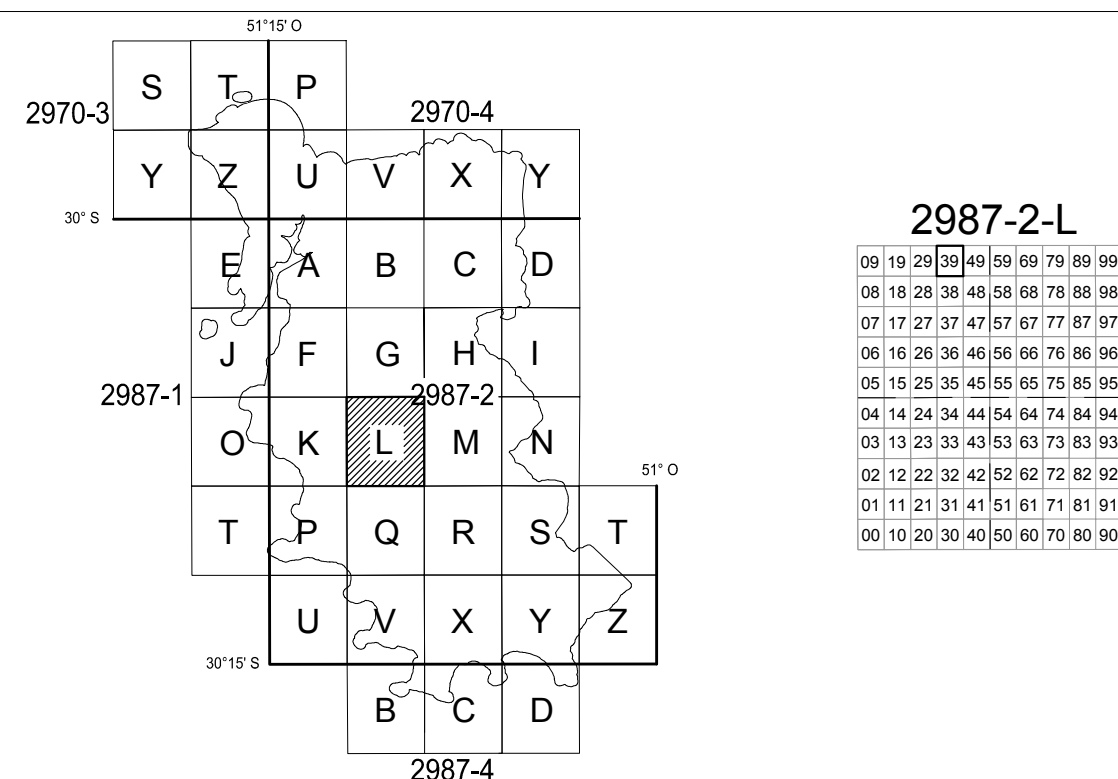 51°15' O
S T P
2970-3 2970-4
Y Z U V X Y
30° S
E A B C D
J F G H I
2987-1 2987-2
O K L M N
51° O
T P Q R S T
U V X Y Z
30°15' S
B C D
2987-4
2987-2-L
09 19 29 39 49 59 69 79 89 99
08 18 28 38 48 58 68 78 88 98
07 17 27 37 47 57 67 77 87 97
06 16 26 36 46 56 66 76 86 96
05 15 25 35 45 55 65 75 85 95
04 14 24 34 44 54 64 74 84 94
03 13 23 33 43 53 63 73 83 93
02 12 22 32 42 52 62 72 82 92
01 11 21 31 41 51 61 71 81 91
00 10 20 30 40 50 60 70 80 90